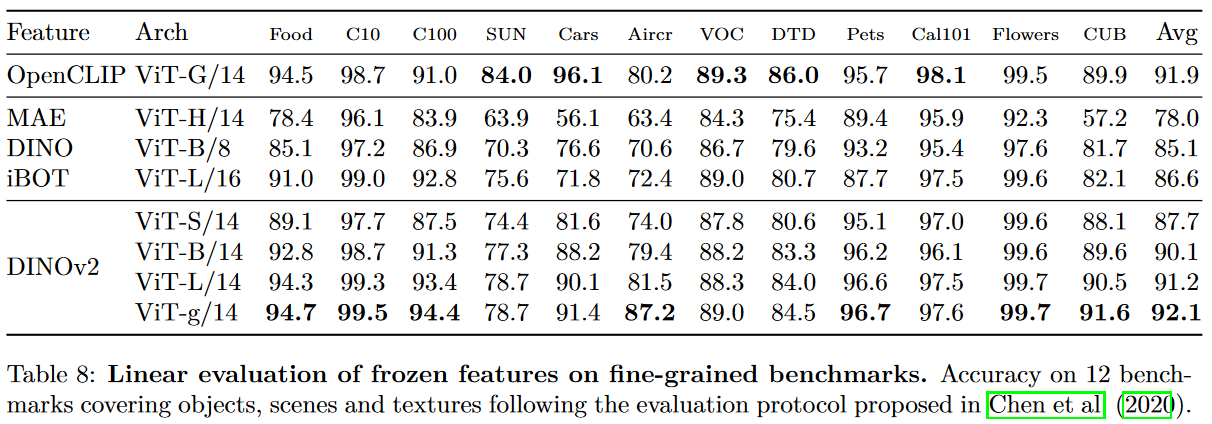 Feature Arch Food C10 C100 SUN Cars Aircr VOC DTD Pets Cal101 Flowers CUB Avg
OpenCLIP ViT-G/14 94.5 98.7 91.0 84.0 96.1 80.2 89.3 86.0 95.7 98.1 99.5 89.9 91.9
MAE ViT-H/14 78.4 96.1 83.9 63.9 56.1 63.4 84.3 75.4 89.4 95.9 92.3 57.2 78.0
DINO ViT-B/8 85.1 97.2 86.9 70.3 76.6 70.6 86.7 79.6 93.2 95.4 97.6 81.7 85.1
iBOT ViT-L/16 91.0 99.0 92.8 75.6 71.8 72.4 89.0 80.7 87.7 97.5 99.6 82.1 86.6
DINOv2
ViT-S/14 89.1 97.7 87.5 74.4 81.6 74.0 87.8 80.6 95.1 97.0 99.6 88.1 87.7
ViT-B/14 92.8 98.7 91.3 77.3 88.2 79.4 88.2 83.3 96.2 96.1 99.6 89.6 90.1
ViT-L/14 94.3 99.3 93.4 78.7 90.1 81.5 88.3 84.0 96.6 97.5 99.7 90.5 91.2
ViT-g/14 94.7 99.5 94.4 78.7 91.4 87.2 89.0 84.5 96.7 97.6 99.7 91.6 92.1
Table 8: Linear evaluation of frozen features on fine-grained benchmarks. Accuracy on 12 bench-
marks covering objects, scenes and textures following the evaluation protocol proposed in Chen et al. (2020).